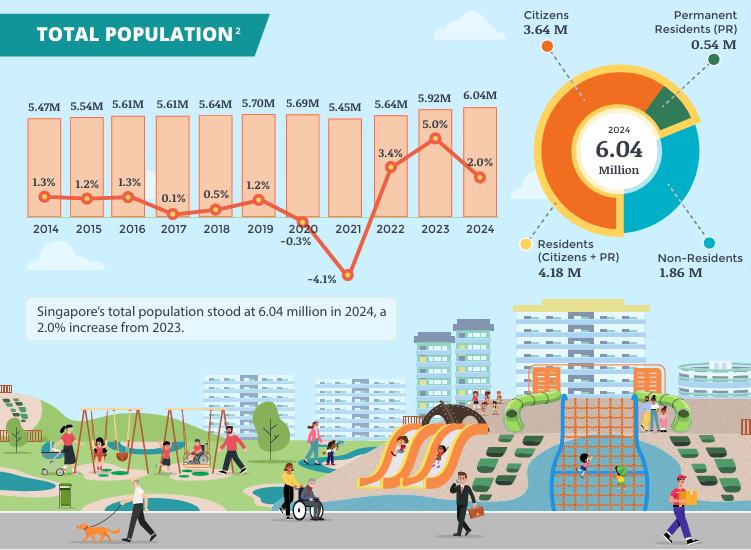 TOTAL POPULATION²
5.47M 5.54M 5.61M 5.61M 5.64M 5.70M 5.69M 5.45M 5.64M 5.92M 6.04M
1.3% 1.2% 1.3% 0.1% 0.5% 1.2% -0.3% -4.1% 3.4% 5.0% 2.0%
2014 2015 2016 2017 2018 2019 2020 2021 2022 2023 2024
Singapore's total population stood at 6.04 million in 2024, a
2.0% increase from 2023.
Citizens
3.64 M
Permanent
Residents (PR)
0.54 M
2024
6.04
Million
Residents
(Citizens + PR)
4.18 M
Non-Residents
1.86 M